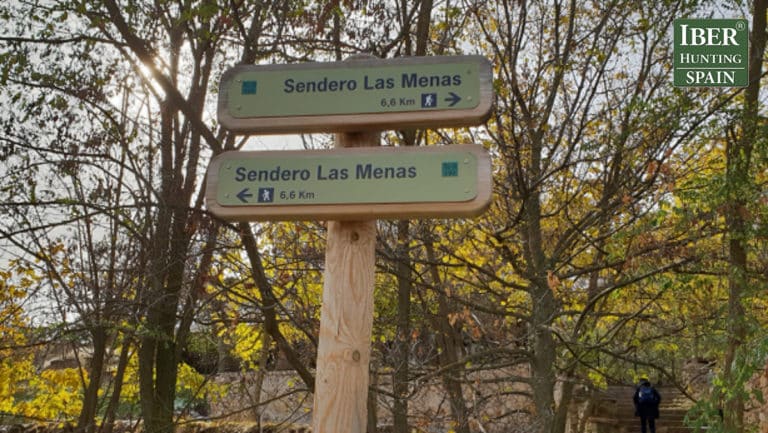 IBER®
HUNTING
SPAIN
Sendero Las Menas
6,6 Km
Sendero Las Menas
6,6 Km